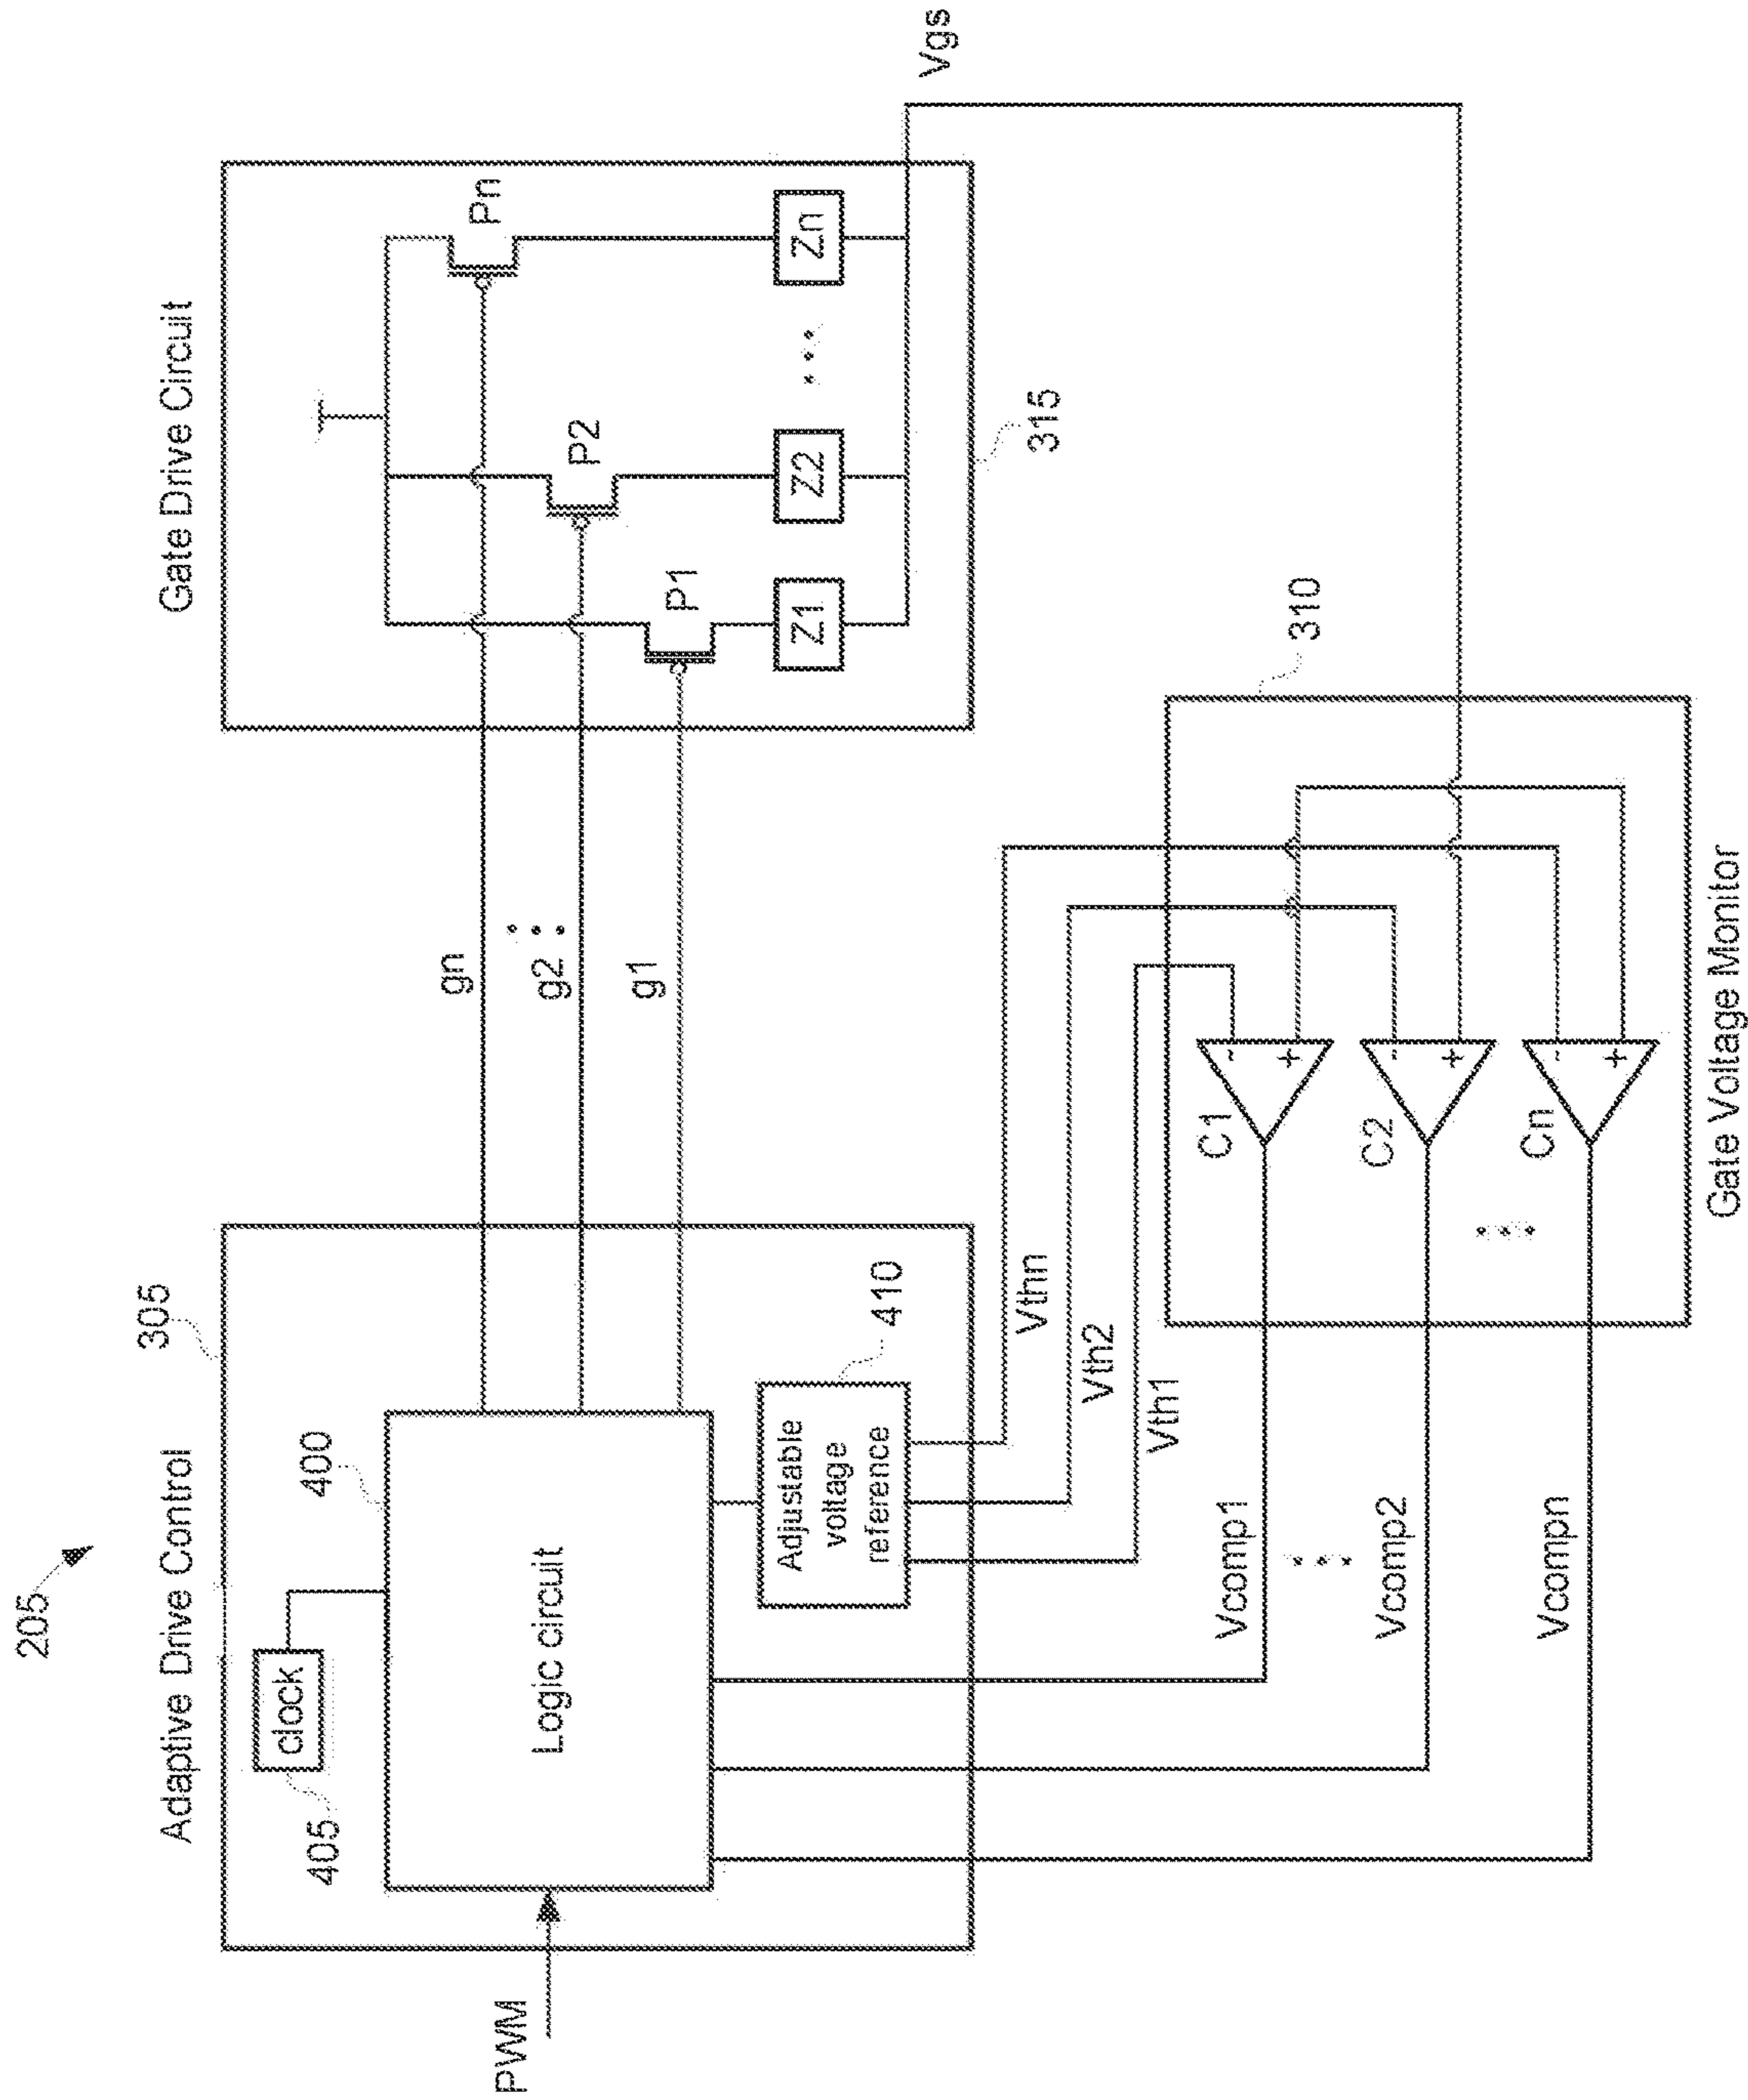 205
Adaptive Drive Control
305
405
clock
400
Logic circuit
PWM
Adjustable
voltage
reference
410
gn
g2
g1
Gate Drive Circuit
Pn
P2
P1
Z1
Z2
Zn
...
315
Vgs
Vthn
Vth2
Vth1
Vcomp1
Vcomp2
Vcompn
310
C1
C2
Cn
- +
- +
- +
Gate Voltage Monitor